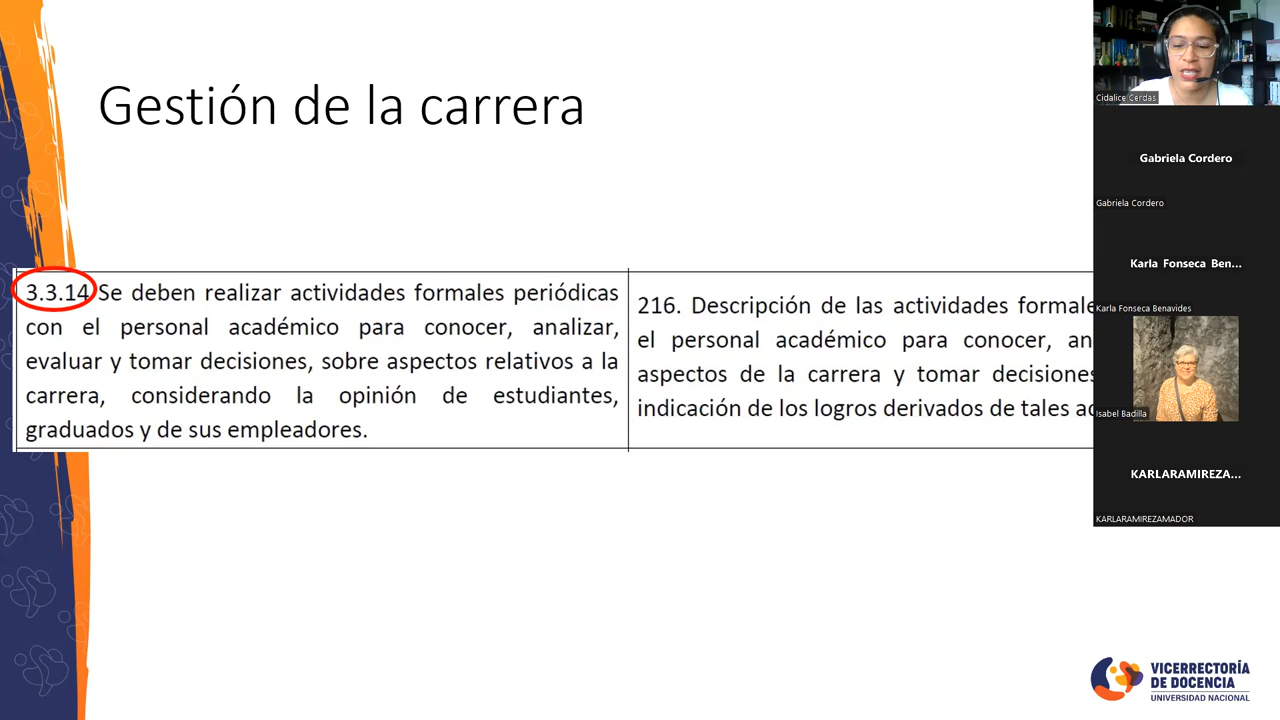 Gestión de la carrera
3.3.14 Se deben realizar actividades formales periódicas
con el personal académico para conocer, analizar,
evaluar y tomar decisiones, sobre aspectos relativos a la
carrera, considerando la opinión de estudiantes,
graduados y de sus empleadores.
216. Descripción de las actividades formale
el personal académico para conocer, an
aspectos de la carrera y tomar decisiones
indicación de los logros derivados de tales ac
Cidalice Cerdas
Gabriela Cordero
Gabriela Cordero
Karla Fonseca Ben...
Karla Fonseca Benavides
Isabel Badilla
KARLARAMIREZA...
KARLARAMIREZAMADOR
VICERRECTORÍA
DE DOCENCIA
UNIVERSIDAD NACIONAL